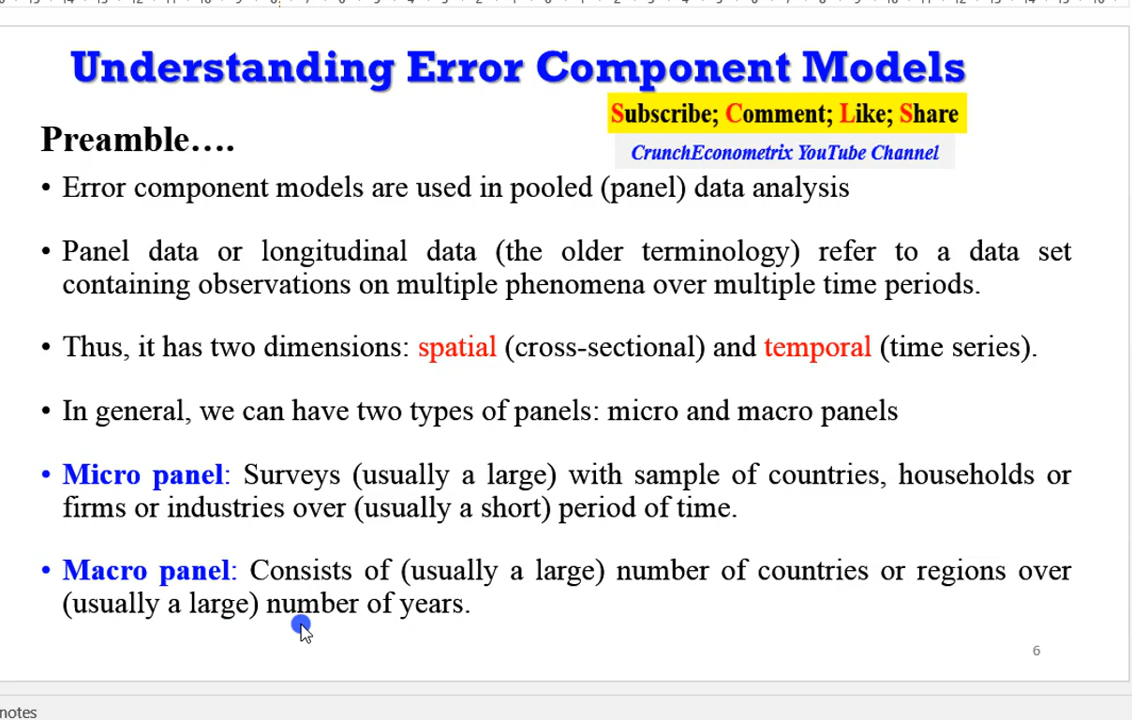 Understanding Error Component Models
Subscribe; Comment; Like; Share
Preamble….
CrunchEconometrix YouTube Channel
• Error component models are used in pooled (panel) data analysis
• Panel data or longitudinal data (the older terminology) refer to a data set
containing observations on multiple phenomena over multiple time periods.
• Thus, it has two dimensions: spatial (cross-sectional) and temporal (time series).
• In general, we can have two types of panels: micro and macro panels
• Micro panel: Surveys (usually a large) with sample of countries, households or
firms or industries over (usually a short) period of time.
• Macro panel: Consists of (usually a large) number of countries or regions over
(usually a large) number of years.
6
notes